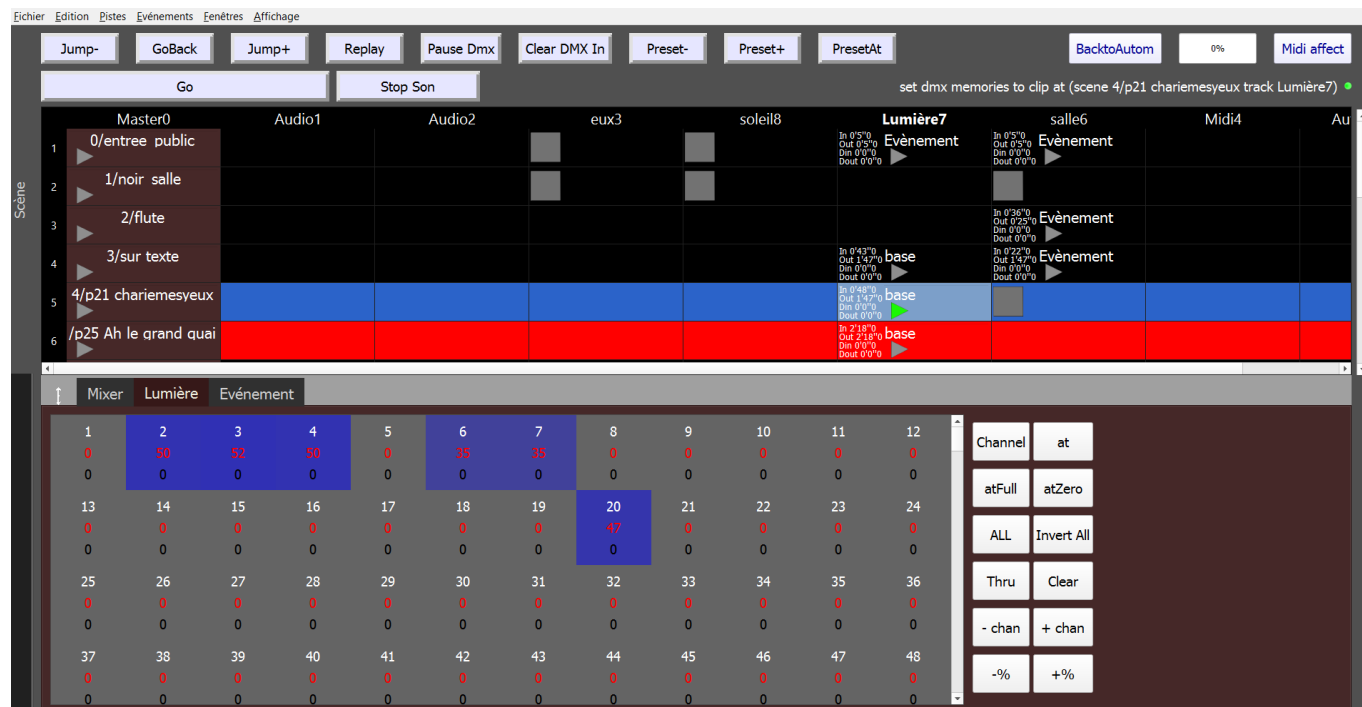 Fichier Edition Pistes Evénements Fenêtres Affichage
Jump- GoBack Jump+ Replay Pause Dmx Clear DMX In Preset- Preset+ PresetAt BacktoAutom 0% Midi affect
Go Stop Son set dmx memories to clip at (scene 4/p21 chariemesyeux track Lumière7)
Master0 Audio1 Audio2 eux3 soleil8 Lumière7 salle6 Midi4 Au
Scène
1 0/entree public In 0'5"0 Out 0'5"0 Din 0'0"0 Dout 0'0"0 Evènement In 0'5"0 Out 0'5"0 Din 0'0"0 Dout 0'0"0 Evènement
2 1/noir salle
3 2/flute In 0'36"0 Out 0'25"0 Din 0'0"0 Dout 0'0"0 Evènement
4 3/sur texte In 0'43"0 Out 1'47"0 Din 0'0"0 Dout 0'0"0 base In 0'22"0 Out 1'47"0 Din 0'0"0 Dout 0'0"0 Evènement
5 4/p21 chariemesyeux In 0'48"0 Out 1'47"0 Din 0'0"0 Dout 0'0"0 base
6 /p25 Ah le grand quai In 2'18"0 Out 2'18"0 Din 0'0"0 Dout 0'0"0 base
Mixer Lumière Evénement
1 2 3 4 5 6 7 8 9 10 11 12
0 50 52 50 0 35 35 0 0 0 0 0
0 0 0 0 0 0 0 0 0 0 0 0
13 14 15 16 17 18 19 20 21 22 23 24
0 0 0 0 0 0 0 47 0 0 0 0
0 0 0 0 0 0 0 0 0 0 0 0
25 26 27 28 29 30 31 32 33 34 35 36
0 0 0 0 0 0 0 0 0 0 0 0
0 0 0 0 0 0 0 0 0 0 0 0
37 38 39 40 41 42 43 44 45 46 47 48
0 0 0 0 0 0 0 0 0 0 0 0
0 0 0 0 0 0 0 0 0 0 0 0
Channel at
atFull atZero
ALL Invert All
Thru Clear
- chan + chan
-% +%